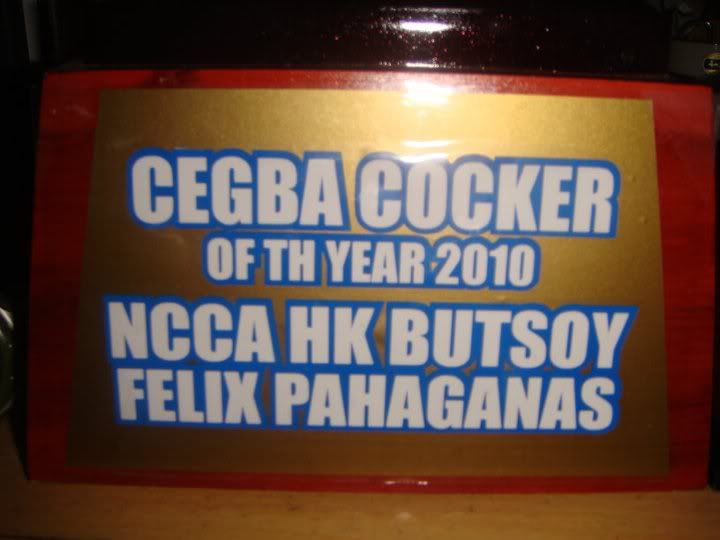 CEGBA COCKER
OF TH YEAR 2010
NCCA HK BUTSOY
FELIX PAHAGANAS